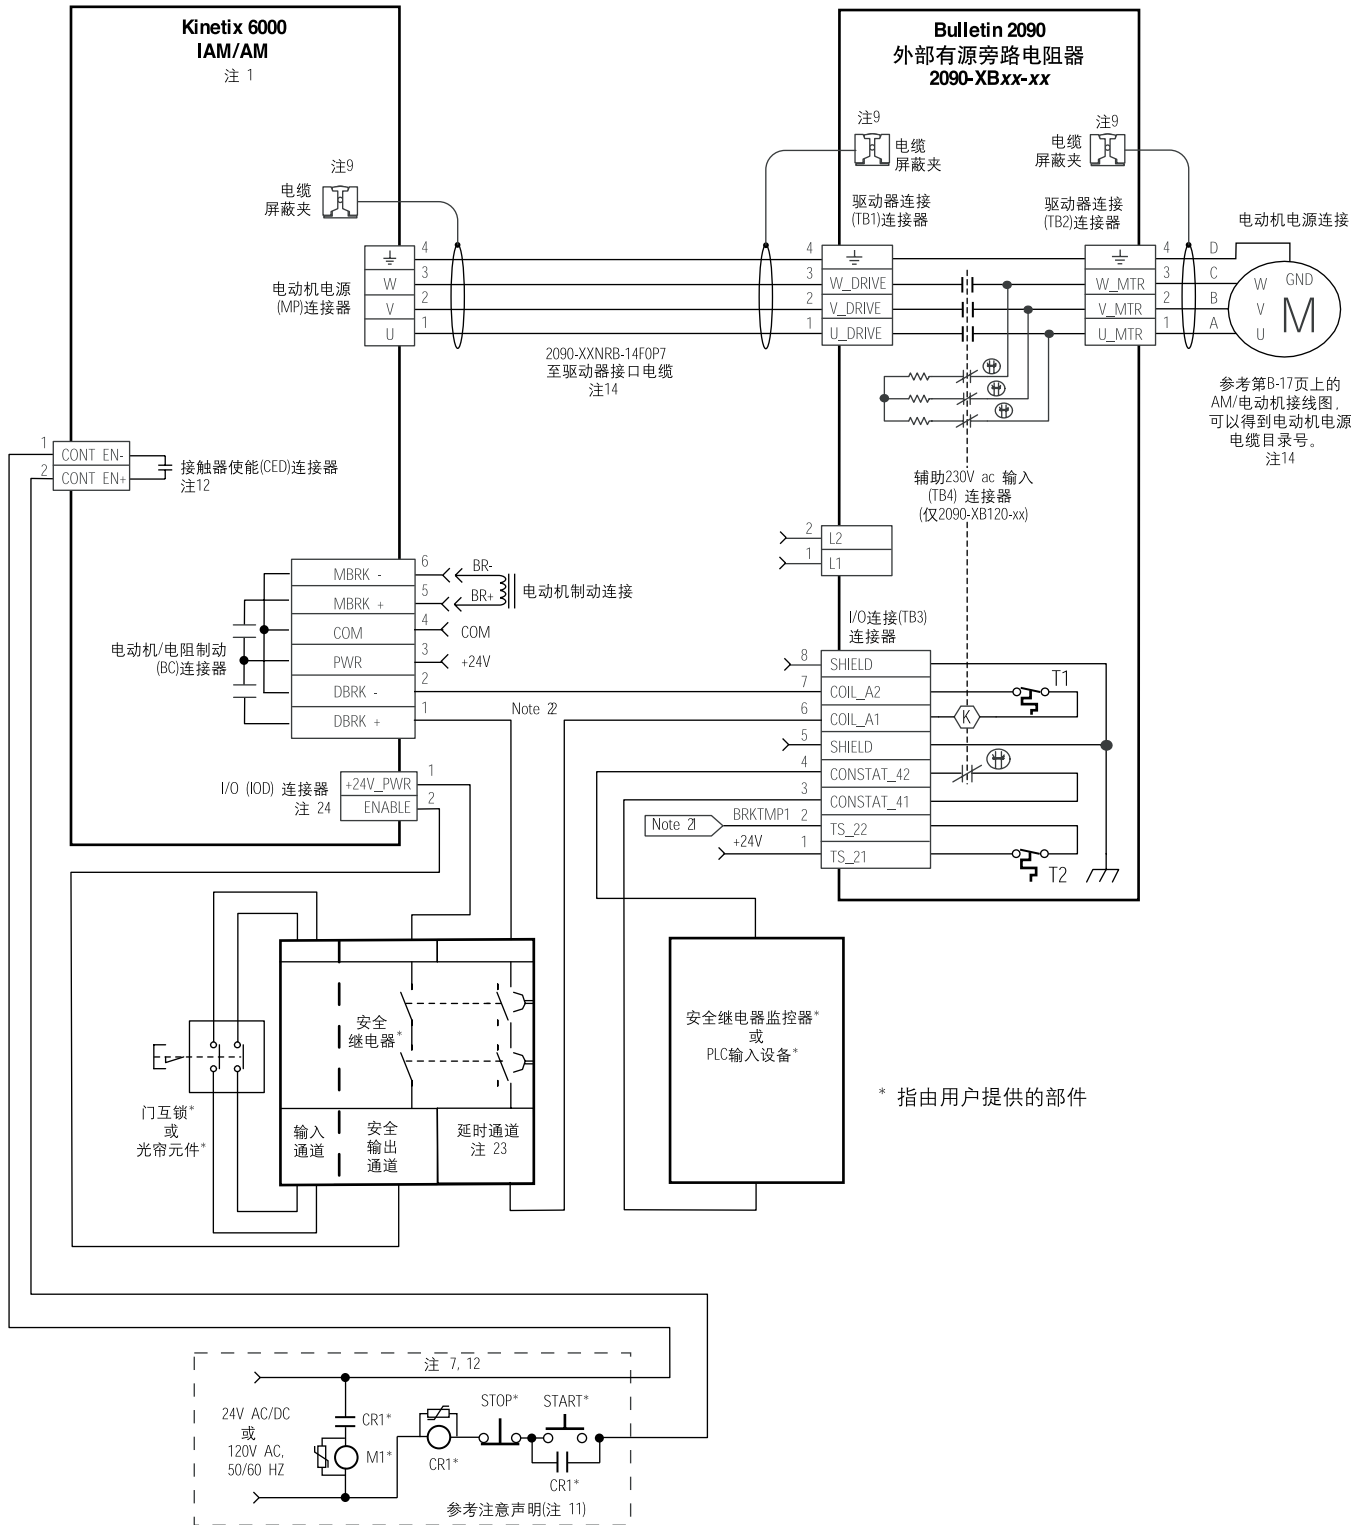 Kinetix 6000
IAM/AM
注 1
Bulletin 2090
外部有源旁路电阻器
2090-XBxx-xx
注9
电缆
屏蔽夹
注9
电缆
屏蔽夹
注9
电缆
屏蔽夹
驱动器连接
(TB1)连接器
驱动器连接
(TB2)连接器
电动机电源连接
电动机电源
(MP)连接器
W
V
U
4
3
2
1
4
3
2
1
W_DRIVE
V_DRIVE
U_DRIVE
W_MTR
V_MTR
U_MTR
4
3
2
1
D
C
B
A
W
V
U
GND
M
2090-XXNRB-14F0P7
至驱动器接口电缆
注14
参考第B-17页上的
AM/电动机接线图,
可以得到电动机电源
电缆目录号。
注14
1
2
CONT EN-
CONT EN+
接触器使能(CED)连接器
注12
辅助230V ac 输入
(TB4) 连接器
(仅2090-XB120-xx)
2
1
L2
L1
电动机/电阻制动
(BC)连接器
MBRK -
MBRK +
COM
PWR
DBRK -
DBRK +
6
5
4
3
2
1
BR-
BR+
电动机制动连接
COM
+24V
Note 22
I/O连接(TB3)
连接器
8
7
6
5
4
3
2
1
SHIELD
COIL_A2
COIL_A1
SHIELD
CONSTAT_42
CONSTAT_41
TS_22
TS_21
T1
K
T2
Note 21
BRKTMP1
+24V
I/O (IOD) 连接器
注 24
+24V_PWR
ENABLE
1
2
安全
继电器*
门互锁*
或
光帘元件*
输入
通道
安全
输出
通道
延时通道
注 23
安全继电器监控器*
或
PLC输入设备*
* 指由用户提供的部件
注 7, 12
24V AC/DC
或
120V AC,
50/60 HZ
CR1*
M1*
CR1*
STOP*
START*
CR1*
参考注意声明(注 11)